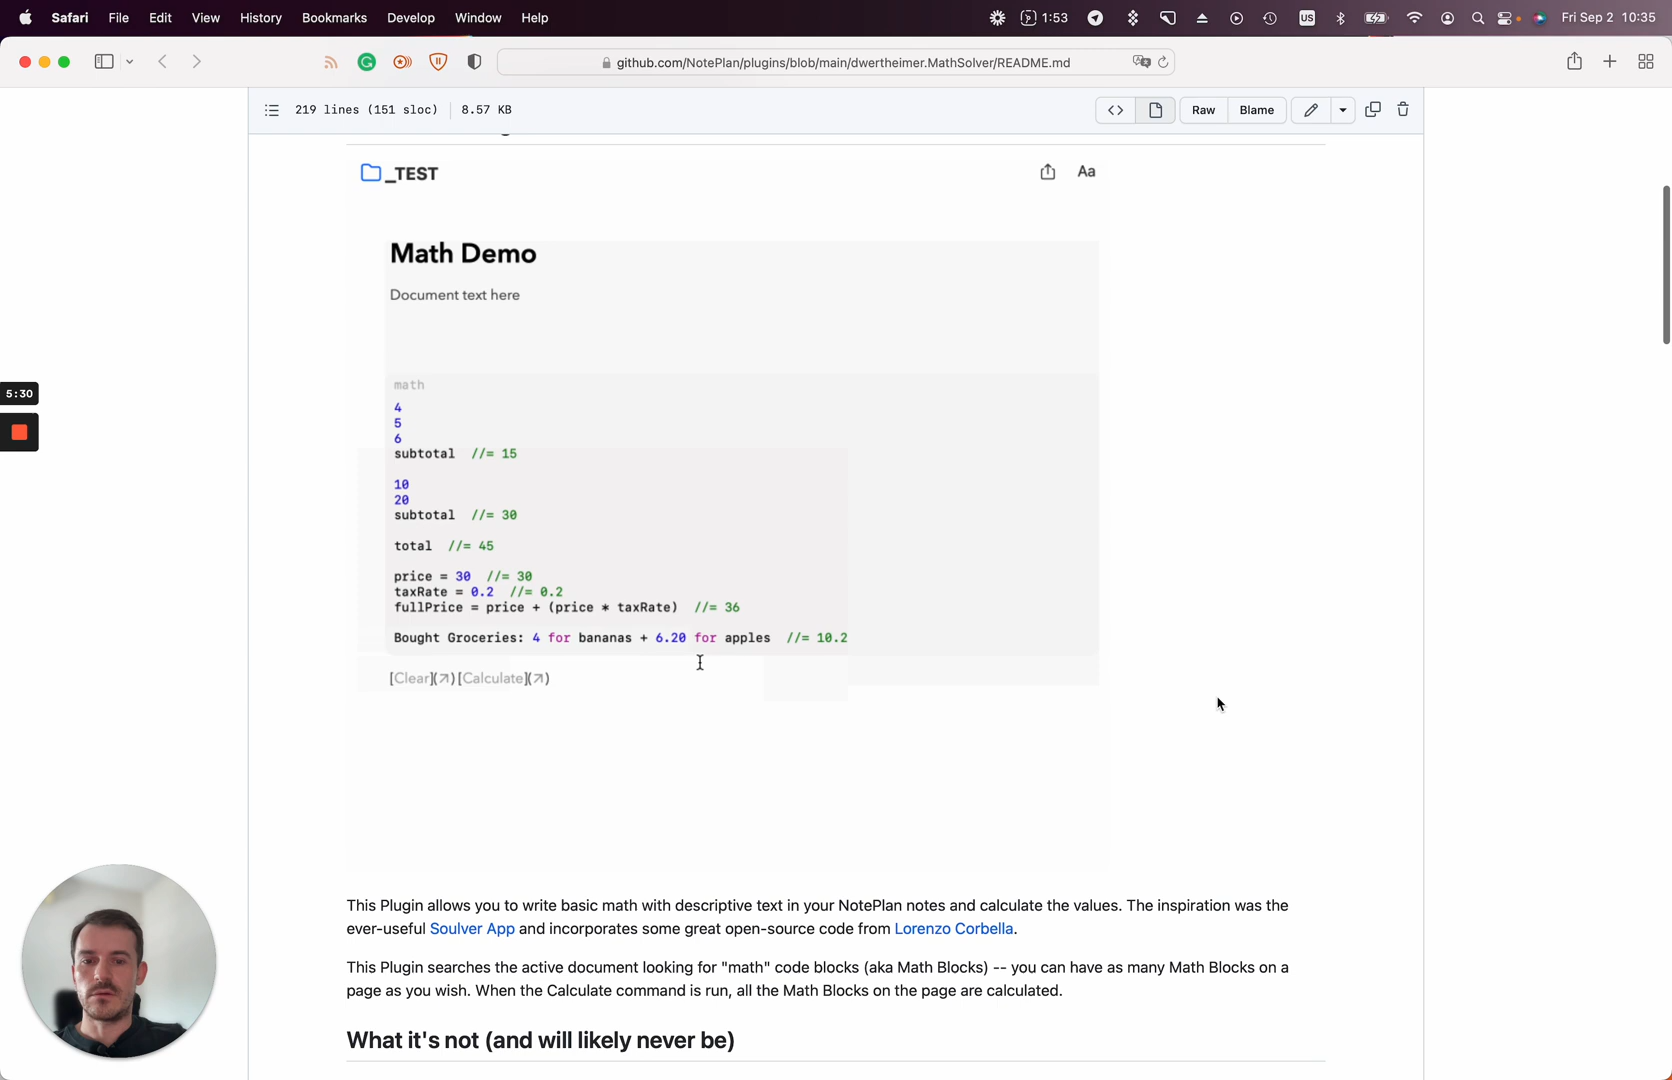 Safari File Edit View History Bookmarks Develop Window Help 1:53 US Fri Sep 2 10:35
github.com/NotePlan/plugins/blob/main/dwertheimer.MathSolver/README.md
219 lines (151 sloc) 8.57 KB Raw Blame
_TEST Aa
Math Demo
Document text here
math
4
5
6
subtotal //= 15
10
20
subtotal //= 30
total //= 45
price = 30 //= 30
taxRate = 0.2 //= 0.2
fullPrice = price + (price * taxRate) //= 36
Bought Groceries: 4 for bananas + 6.20 for apples //= 10.2
[Clear](↗)[Calculate](↗)
5:30
This Plugin allows you to write basic math with descriptive text in your NotePlan notes and calculate the values. The inspiration was the
ever-useful Soulver App and incorporates some great open-source code from Lorenzo Corbella.
This Plugin searches the active document looking for "math" code blocks (aka Math Blocks) -- you can have as many Math Blocks on a
page as you wish. When the Calculate command is run, all the Math Blocks on the page are calculated.
What it's not (and will likely never be)